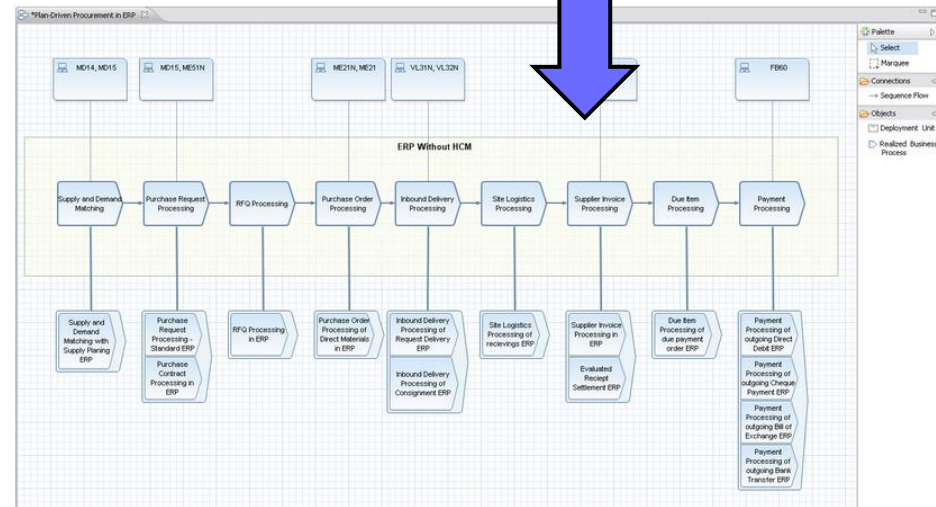 *Plan-Driven Procurement in ERP
MD14, MD15
MD15, ME51N
ME21N, ME21
VL31N, VL32N
FB60
ERP Without HCM
Supply and Demand
Matching
Purchase Request
Processing
RFQ Processing
Purchase Order
Processing
Inbound Delivery
Processing
Site Logistics
Processing
Supplier Invoice
Processing
Due Item
Processing
Payment
Processing
Supply and
Demand
Matching with
Supply Planing
ERP
Purchase
Request
Processing -
Standard ERP
Purchase
Contract
Processing in
ERP
RFQ Processing
in ERP
Purchase Order
Processing of
Direct Materials
in ERP
Inbound Delivery
Processing of
Request Delivery
ERP
Inbound Delivery
Processing of
Consignment ERP
Site Logistics
Processing of
recievings ERP
Supplier Invoice
Processing in
ERP
Evaluated
Reciept
Settlement ERP
Due Item
Processing of
due payment
order ERP
Payment
Processing of
outgoing Direct
Debit ERP
Payment
Processing of
outgoing Cheque
Payment ERP
Payment
Processing of
outgoing Bill of
Exchange ERP
Payment
Processing of
outgoing Bank
Transfer ERP
Palette
Select
Marquee
Connections
Sequence Flow
Objects
Deployment Unit
Realized Business
Process